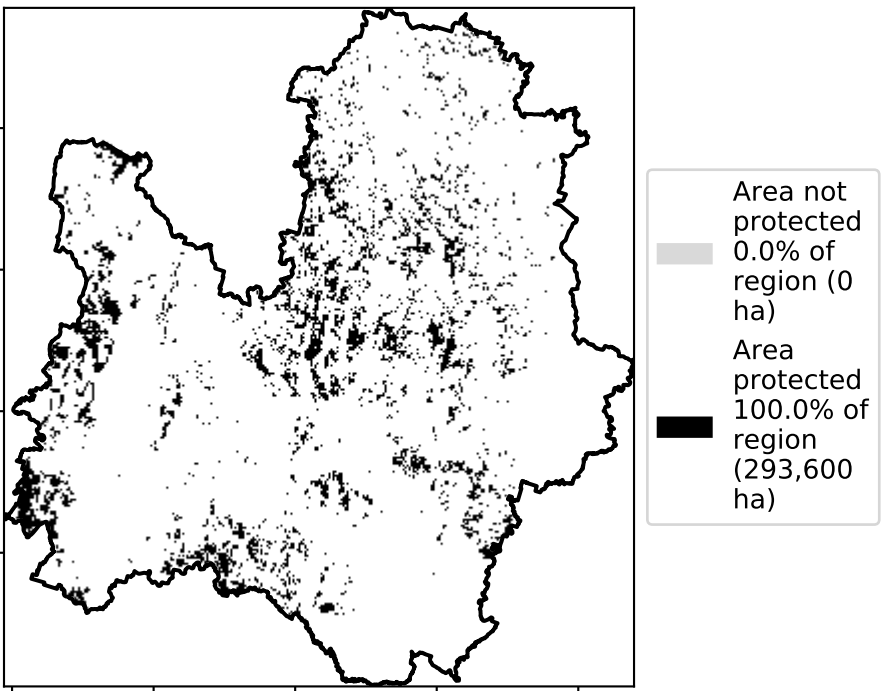 Area not
protected
0.0% of
region (0
ha)
Area
protected
100.0% of
region
(293,600
ha)